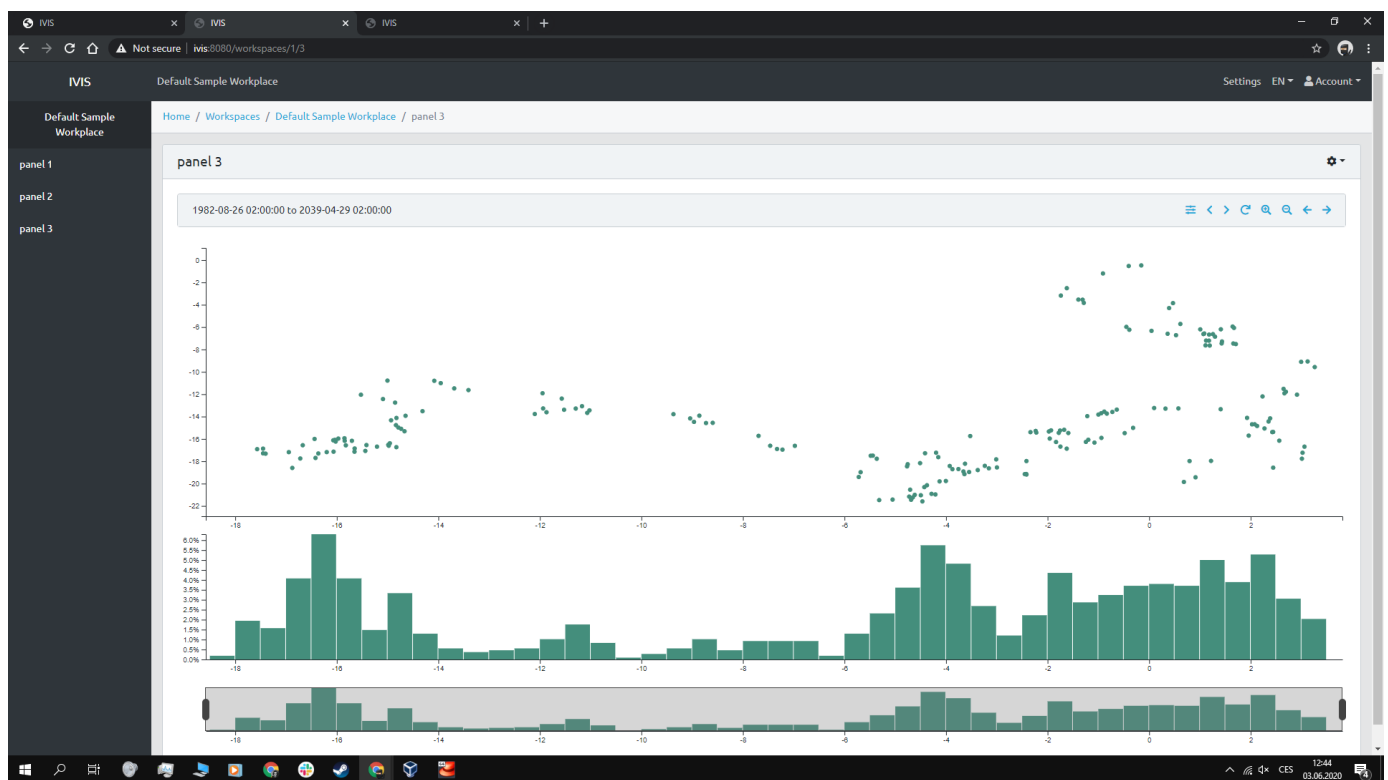 IVIS IVIS IVIS
Not secure ivis:8080/workspaces/1/3
IVIS Default Sample Workplace Settings EN Account
Default Sample Workplace
Home / Workspaces / Default Sample Workplace / panel 3
panel 1
panel 2
panel 3
panel 3
1982-08-26 02:00:00 to 2039-04-29 02:00:00
0
-2
-4
-6
-8
-10
-12
-14
-16
-18
-20
-22
-18 -16 -14 -12 -10 -8 -6 -4 -2 0 2
6.0%
5.5%
5.0%
4.5%
4.0%
3.5%
3.0%
2.5%
2.0%
1.5%
1.0%
0.5%
0.0%
-18 -16 -14 -12 -10 -8 -6 -4 -2 0 2
-18 -16 -14 -12 -10 -8 -6 -4 -2 0 2
CES 12:44
03.06.2020 4